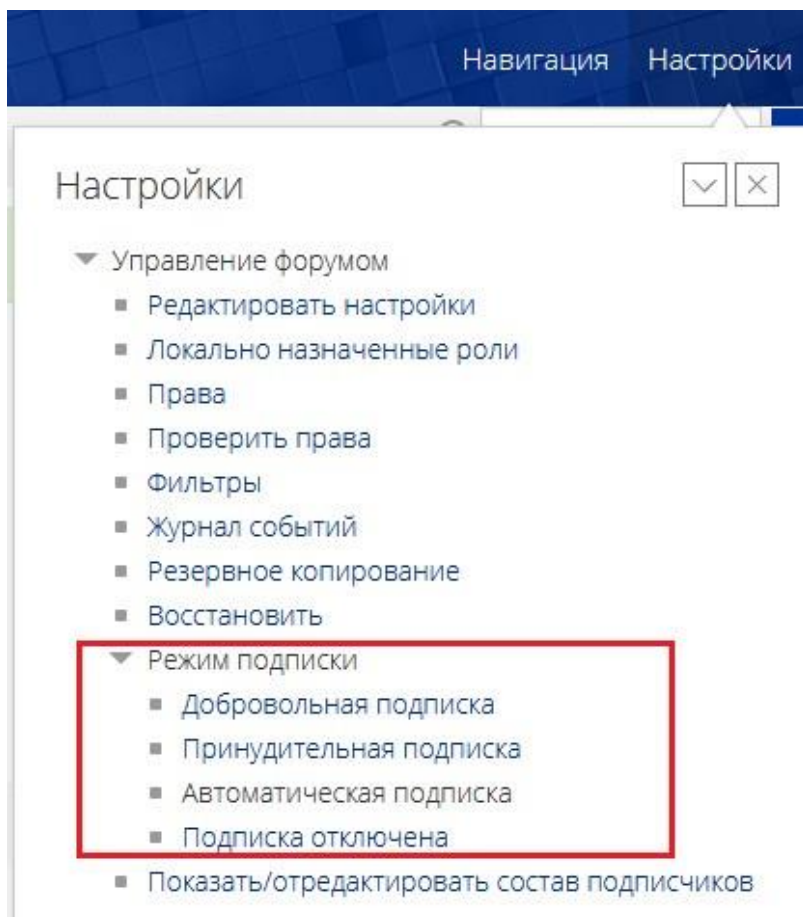 Навигация Настройки
Настройки
Управление форумом
Редактировать настройки
Локально назначенные роли
Права
Проверить права
Фильтры
Журнал событий
Резервное копирование
Восстановить
Режим подписки
Добровольная подписка
Принудительная подписка
Автоматическая подписка
Подписка отключена
Показать/отредактировать состав подписчиков